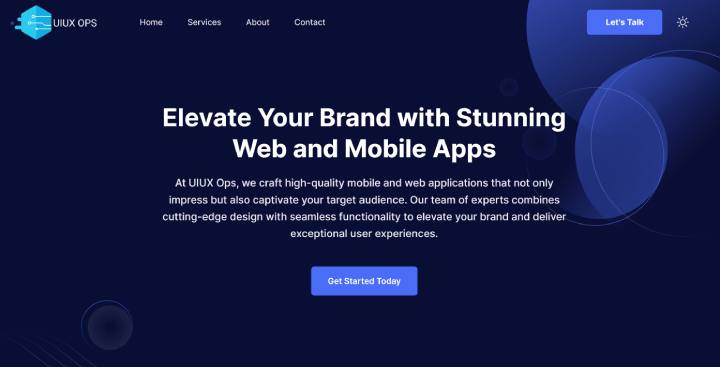 UIUX OPS
Home Services About Contact
Let's Talk
Elevate Your Brand with Stunning
Web and Mobile Apps
At UIUX Ops, we craft high-quality mobile and web applications that not only
impress but also captivate your target audience. Our team of experts combines
cutting-edge design with seamless functionality to elevate your brand and deliver
exceptional user experiences.
Get Started Today